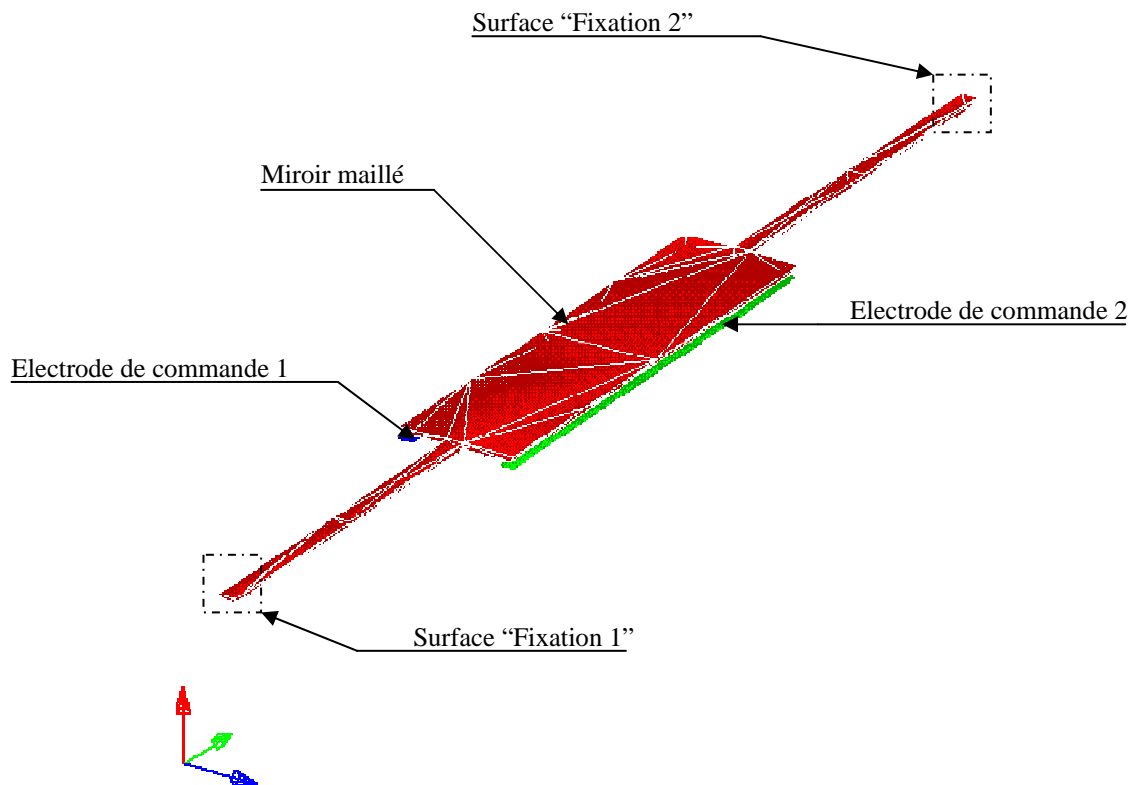 Surface “Fixation 2”
Miroir maillé
Electrode de commande 2
Electrode de commande 1
Surface “Fixation 1”